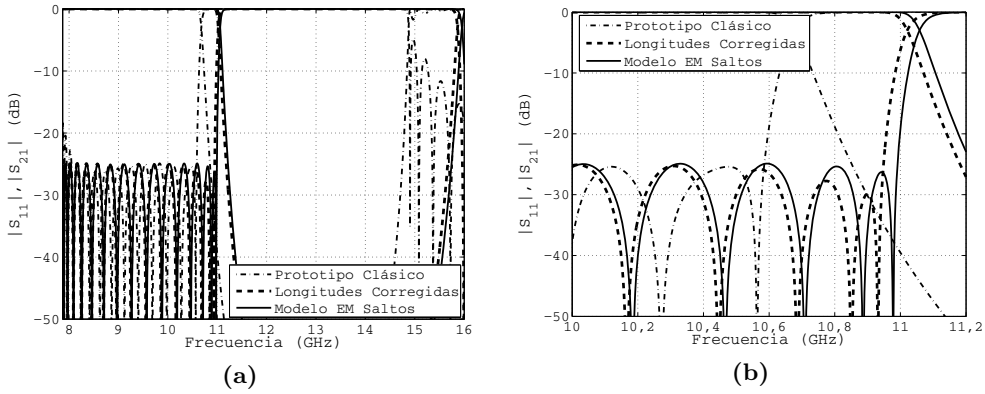 |S₁₁|,|S₂₁| (dB)
0
−10
−20
−30
−40
−50
Prototipo Clásico
Longitudes Corregidas
Modelo EM Saltos
8 9 10 11 12 13 14 15 16
Frecuencia (GHz)
(a)
|S₁₁|,|S₂₁| (dB)
0
−10
−20
−30
−40
−50
Prototipo Clásico
Longitudes Corregidas
Modelo EM Saltos
10 10,2 10,4 10,6 10,8 11 11,2
Frecuencia (GHz)
(b)